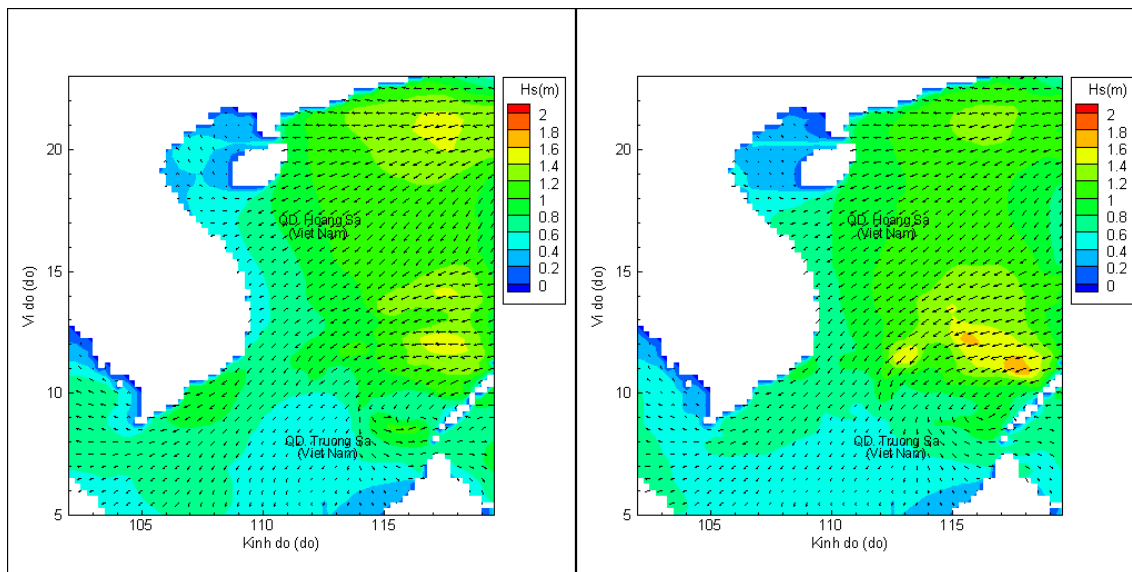 Hs(m)
2
1.8
1.6
1.4
1.2
1
0.8
0.6
0.4
0.2
0
20
15
10
5
Vi do (do)
QD. Hoang Sa
(Viet Nam)
QD. Truong Sa
(Viet Nam)
105
110
115
Kinh do (do)
Hs(m)
2
1.8
1.6
1.4
1.2
1
0.8
0.6
0.4
0.2
0
20
15
10
5
Vi do (do)
QD. Hoang Sa
(Viet Nam)
QD. Truong Sa
(Viet Nam)
105
110
115
Kinh do (do)